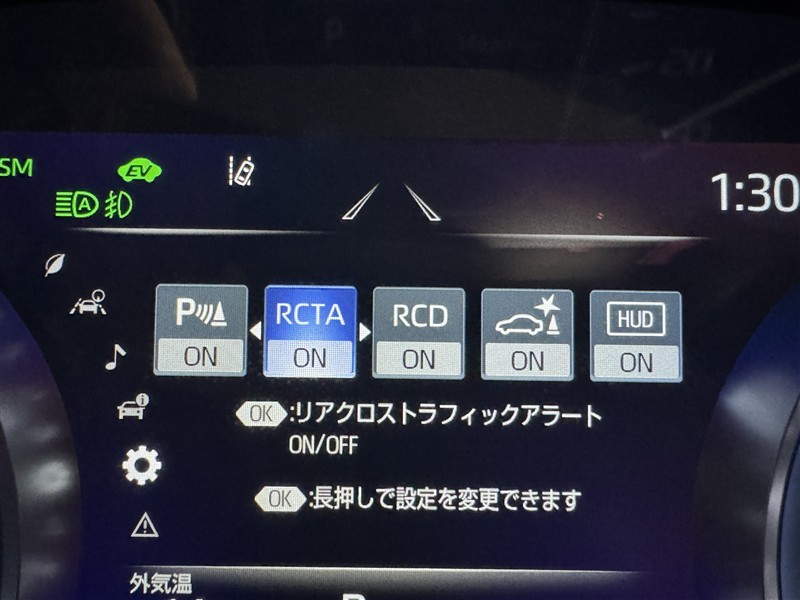 SM
EV
A
1:30
P
ON
RCTA
ON
RCD
ON
ON
HUD
ON
OK:リアクロストラフィックアラート
ON/OFF
OK:長押しで設定を変更できます
外気温